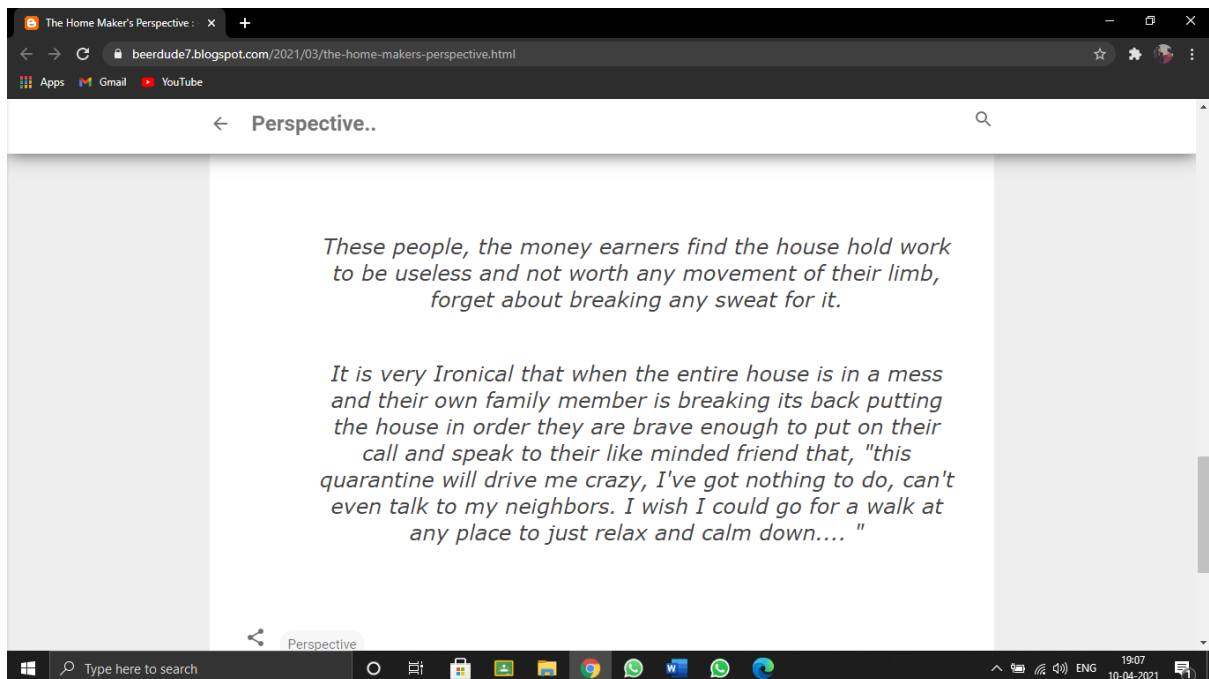 The Home Maker's Perspective :
beerdude7.blogspot.com/2021/03/the-home-makers-perspective.html
Apps Gmail YouTube
Perspective..
These people, the money earners find the house hold work
to be useless and not worth any movement of their limb,
forget about breaking any sweat for it.
It is very Ironical that when the entire house is in a mess
and their own family member is breaking its back putting
the house in order they are brave enough to put on their
call and speak to their like minded friend that, "this
quarantine will drive me crazy, I've got nothing to do, can't
even talk to my neighbors. I wish I could go for a walk at
any place to just relax and calm down.... "
Perspective
Type here to search
ENG
19:07
10-04-2021